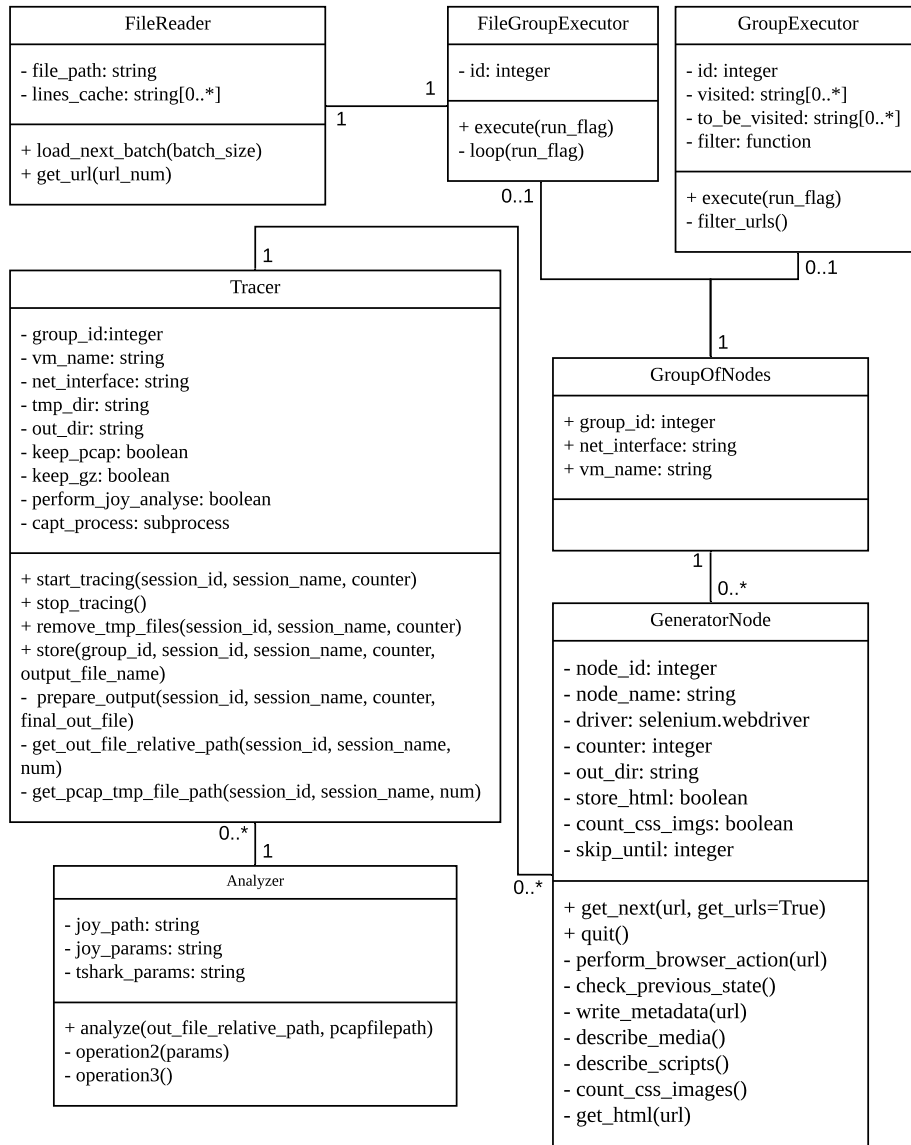 FileReader
- file_path: string
- lines_cache: string[0..*]
+ load_next_batch(batch_size)
+ get_url(url_num)
1
1
FileGroupExecutor
- id: integer
+ execute(run_flag)
- loop(run_flag)
0..1
GroupExecutor
- id: integer
- visited: string[0..*]
- to_be_visited: string[0..*]
- filter: function
+ execute(run_flag)
- filter_urls()
0..1
1
Tracer
- group_id:integer
- vm_name: string
- net_interface: string
- tmp_dir: string
- out_dir: string
- keep_pcap: boolean
- keep_gz: boolean
- perform_joy_analyse: boolean
- capt_process: subprocess
+ start_tracing(session_id, session_name, counter)
+ stop_tracing()
+ remove_tmp_files(session_id, session_name, counter)
+ store(group_id, session_id, session_name, counter,
output_file_name)
- prepare_output(session_id, session_name, counter,
final_out_file)
- get_out_file_relative_path(session_id, session_name,
num)
- get_pcap_tmp_file_path(session_id, session_name, num)
0..*
1
Analyzer
- joy_path: string
- joy_params: string
- tshark_params: string
+ analyze(out_file_relative_path, pcapfilepath)
- operation2(params)
- operation3()
1
GroupOfNodes
+ group_id: integer
+ net_interface: string
+ vm_name: string
1
0..*
GeneratorNode
- node_id: integer
- node_name: string
- driver: selenium.webdriver
- counter: integer
- out_dir: string
- store_html: boolean
- count_css_imgs: boolean
- skip_until: integer
0..*
+ get_next(url, get_urls=True)
+ quit()
- perform_browser_action(url)
- check_previous_state()
- write_metadata(url)
- describe_media()
- describe_scripts()
- count_css_images()
- get_html(url)